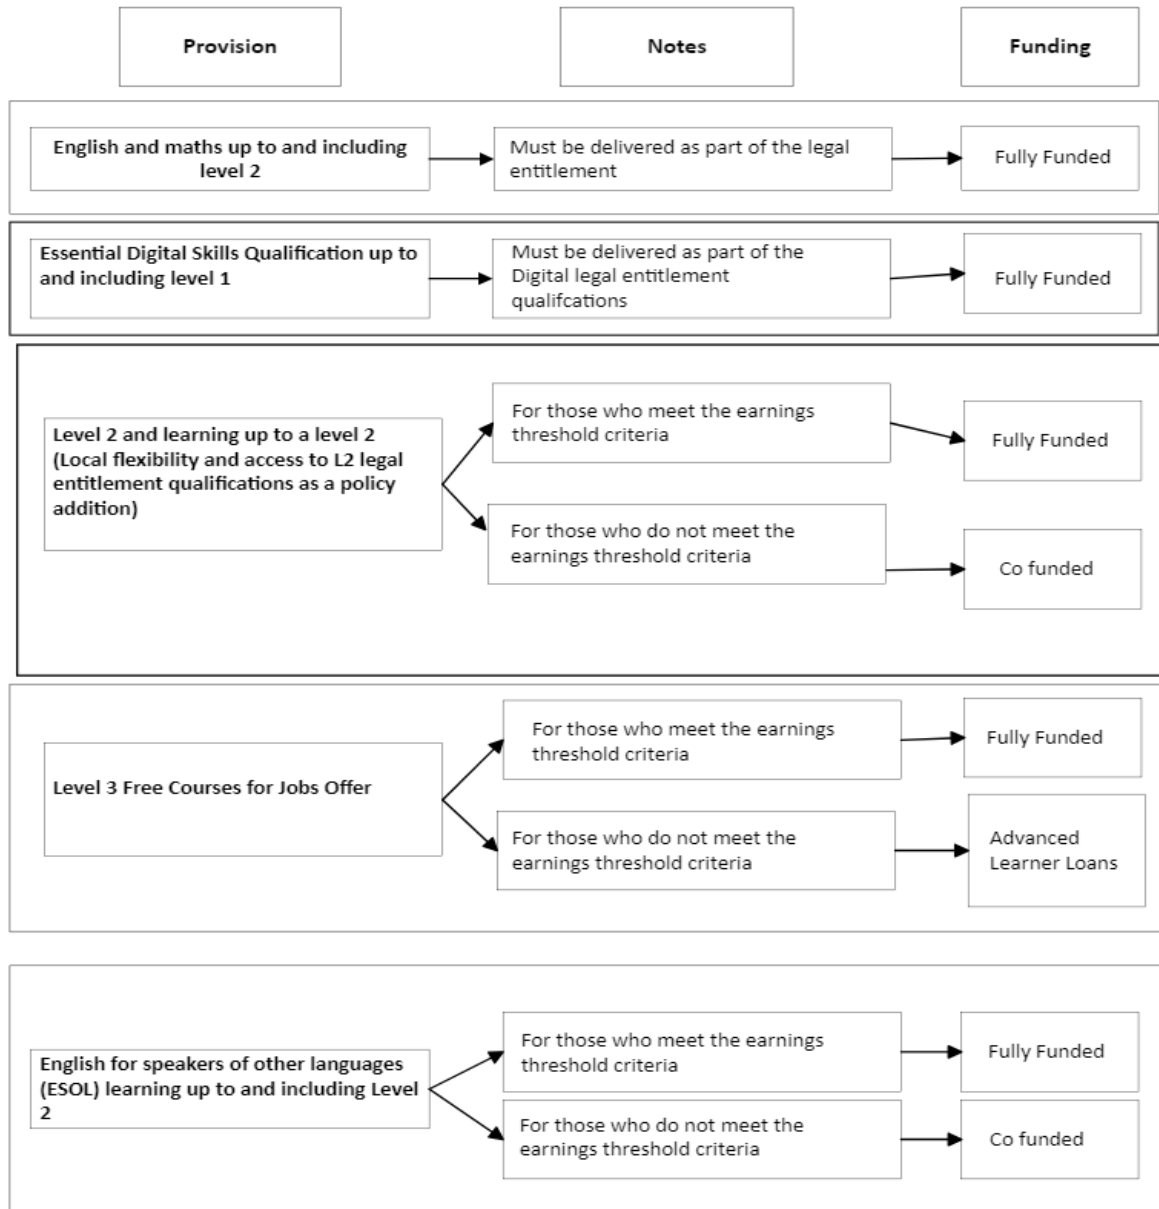 Provision
Notes
Funding
English and maths up to and including
level 2
Must be delivered as part of the legal
entitlement
Fully Funded
Essential Digital Skills Qualification up to
and including level 1
Must be delivered as part of the
Digital legal entitlement
qualifcations
Fully Funded
Level 2 and learning up to a level 2
(Local flexibility and access to L2 legal
entitlement qualifications as a policy
addition)
For those who meet the earnings
threshold criteria
Fully Funded
For those who do not meet the
earnings threshold criteria
Co funded
Level 3 Free Courses for Jobs Offer
For those who meet the earnings
threshold criteria
Fully Funded
For those who do not meet the
earnings threshold criteria
Advanced
Learner Loans
English for speakers of other languages
(ESOL) learning up to and including Level
2
For those who meet the earnings
threshold criteria
Fully Funded
For those who do not meet the
earnings threshold criteria
Co funded